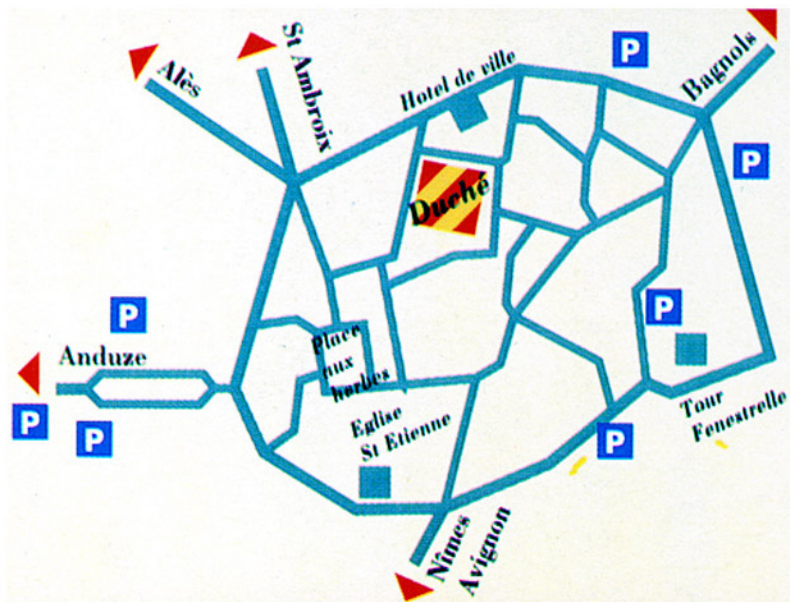 P
Bagnols
St Ambroix
Alès
Hotel de ville
P
Duché
P
P
Anduze
Place
aux
herbes
P
P
Eglise
St Etienne
Tour
Fenestrelle
P
Nîmes
Avignon